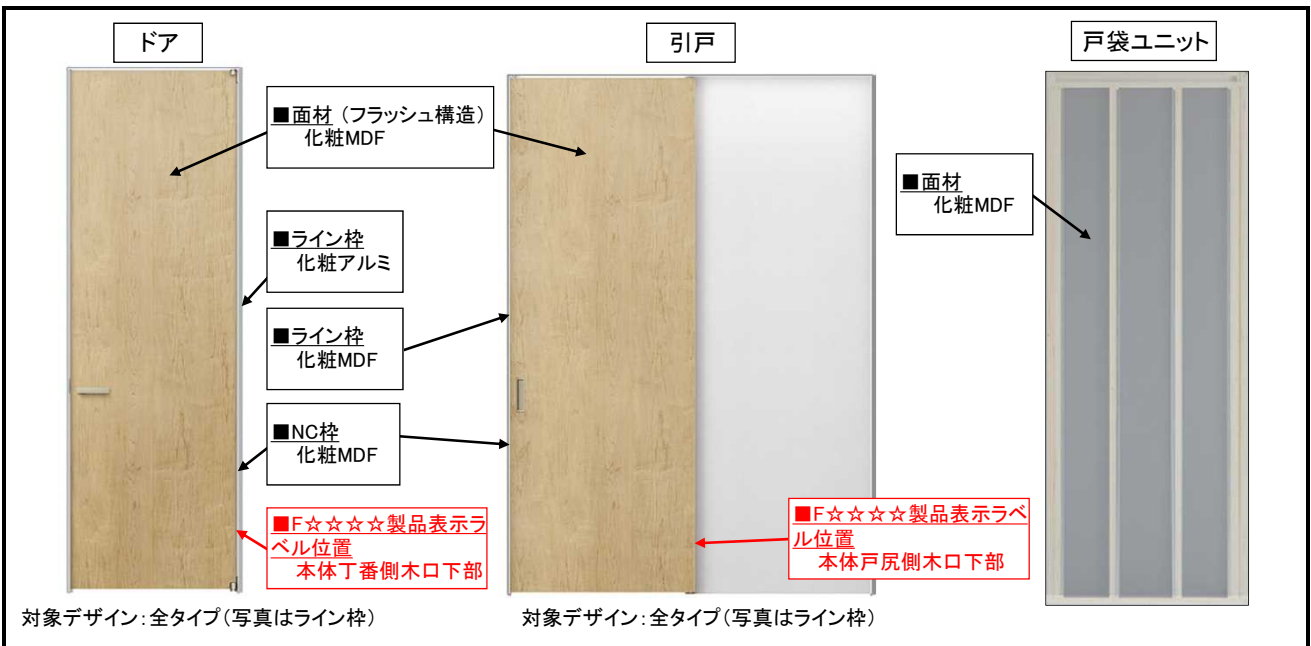 ドア
引戸
戸袋ユニット
■面材（フラッシュ構造）
化粧MDF
■面材
化粧MDF
■ライン枠
化粧アルミ
■ライン枠
化粧MDF
■NC枠
化粧MDF
■F☆☆☆☆製品表示ラ
ベル位置
本体丁番側木口下部
■F☆☆☆☆製品表示ラベ
ル位置
本体戸尻側木口下部
対象デザイン：全タイプ（写真はライン枠）
対象デザイン：全タイプ（写真はライン枠）